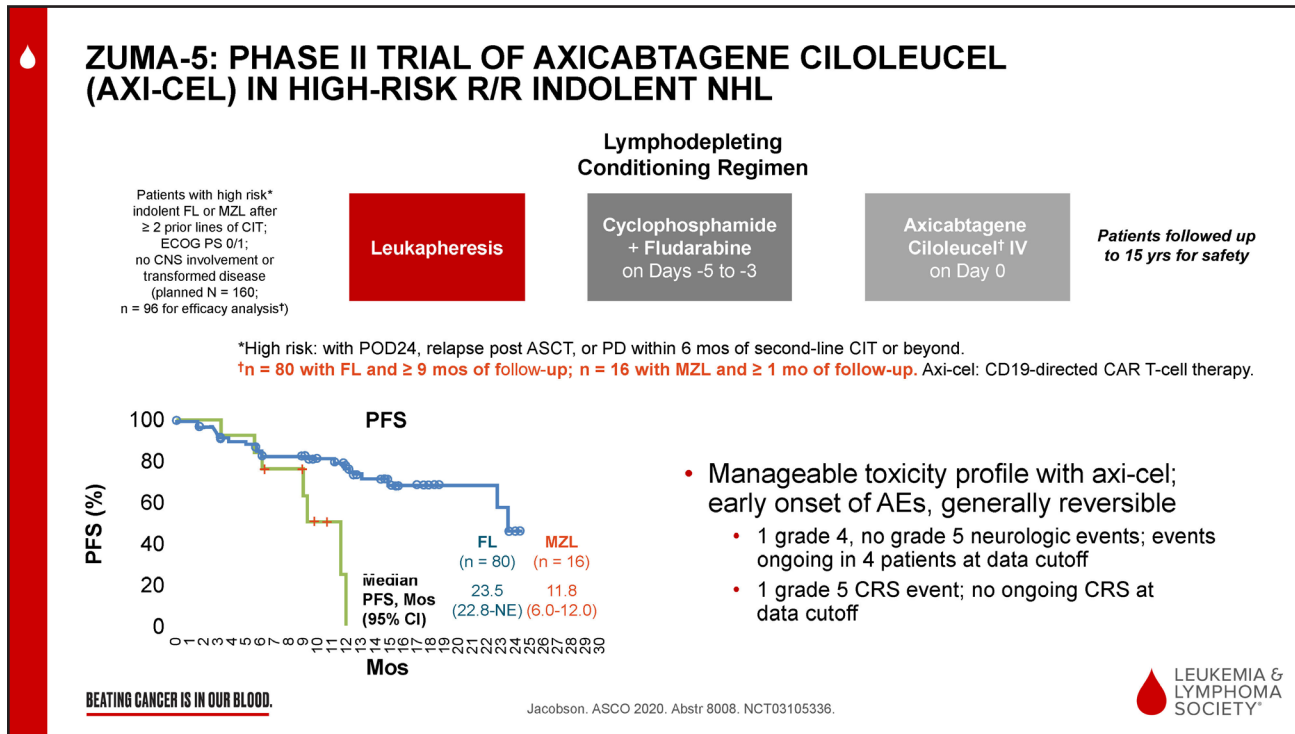 ZUMA-5: PHASE II TRIAL OF AXICABTAGENE CILOLEUCEL
(AXI-CEL) IN HIGH-RISK R/R INDOLENT NHL
Lymphodepleting
Conditioning Regimen
Patients with high risk*
indolent FL or MZL after
≥ 2 prior lines of CIT;
ECOG PS 0/1;
no CNS involvement or
transformed disease
(planned N = 160;
n = 96 for efficacy analysis†)
Leukapheresis
Cyclophosphamide
+ Fludarabine
on Days -5 to -3
Axicabtagene
Ciloleucel† IV
on Day 0
Patients followed up
to 15 yrs for safety
*High risk: with POD24, relapse post ASCT, or PD within 6 mos of second-line CIT or beyond.
†n = 80 with FL and ≥ 9 mos of follow-up; n = 16 with MZL and ≥ 1 mo of follow-up. Axi-cel: CD19-directed CAR T-cell therapy.
PFS
PFS (%)
100
80
60
40
20
0
FL
(n = 80)
MZL
(n = 16)
Median
PFS, Mos
(95% CI)
23.5
(22.8-NE)
11.8
(6.0-12.0)
0 1 2 3 4 5 6 7 8 9 10 11 12 13 14 15 16 17 18 19 20 21 22 23 24 25 26 27 28 29 30
Mos
• Manageable toxicity profile with axi-cel;
early onset of AEs, generally reversible
• 1 grade 4, no grade 5 neurologic events; events
ongoing in 4 patients at data cutoff
• 1 grade 5 CRS event; no ongoing CRS at
data cutoff
BEATING CANCER IS IN OUR BLOOD.
Jacobson. ASCO 2020. Abstr 8008. NCT03105336.
LEUKEMIA &
LYMPHOMA
SOCIETY®